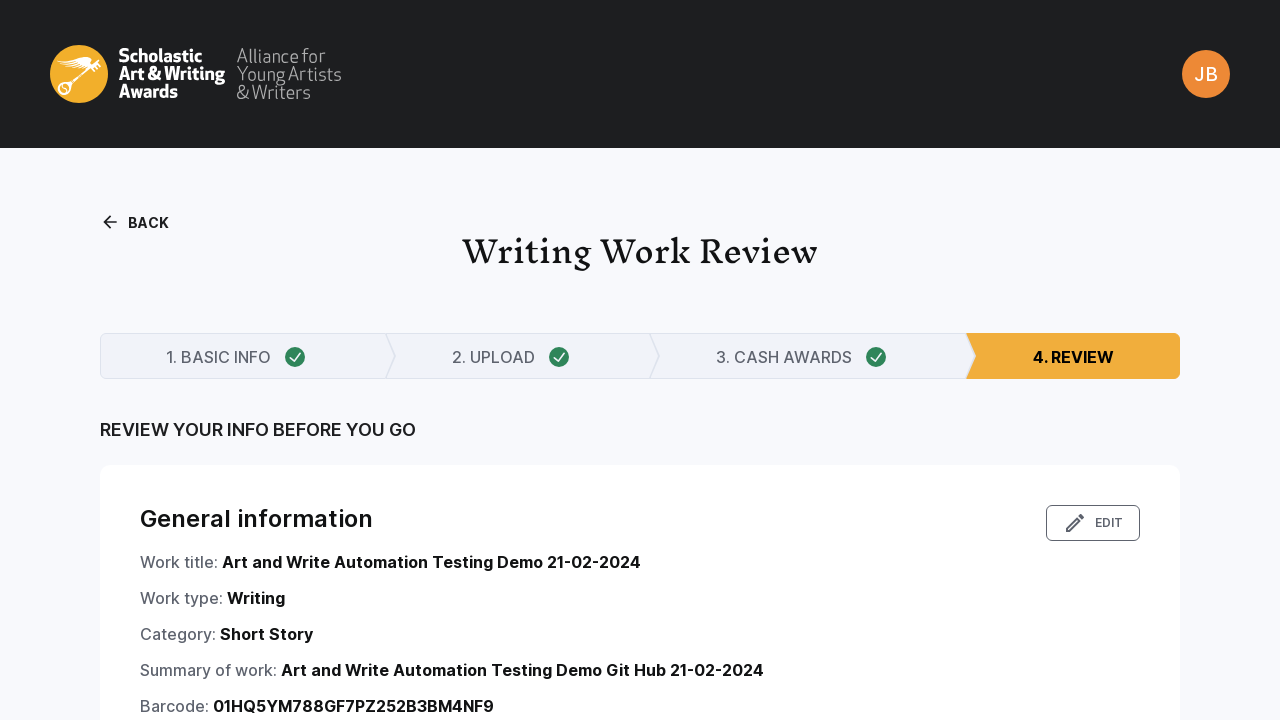 Scholastic
Art & Writing
Awards
Alliance for
Young Artists
& Writers
JB
BACK
Writing Work Review
1. BASIC INFO
2. UPLOAD
3. CASH AWARDS
4. REVIEW
REVIEW YOUR INFO BEFORE YOU GO
General information
EDIT
Work title: Art and Write Automation Testing Demo 21-02-2024
Work type: Writing
Category: Short Story
Summary of work: Art and Write Automation Testing Demo Git Hub 21-02-2024
Barcode: 01HQ5YM788GF7PZ252B3BM4NF9